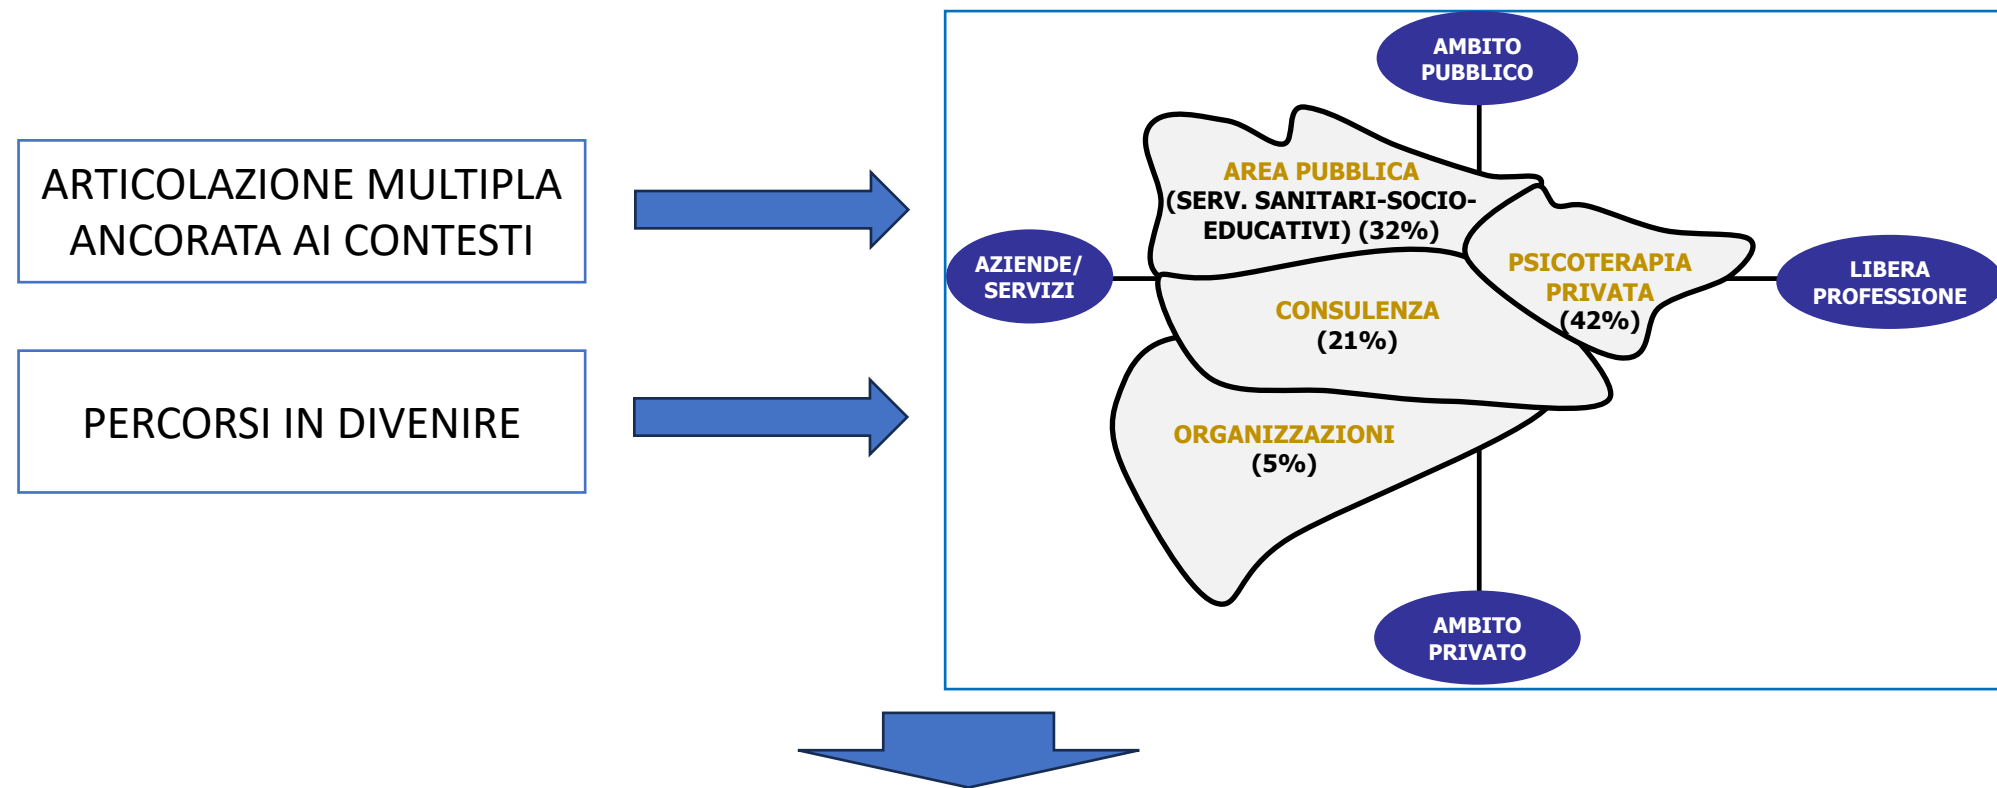 ARTICOLAZIONE MULTIPLA
ANCORATA AI CONTESTI
PERCORSI IN DIVENIRE
AMBITO
PUBBLICO
AREA PUBBLICA
(SERV. SANITARI-SOCIO-
EDUCATIVI) (32%)
AZIENDE/
SERVIZI
PSICOTERAPIA
PRIVATA
(42%)
LIBERA
PROFESSIONE
CONSULENZA
(21%)
ORGANIZZAZIONI
(5%)
AMBITO
PRIVATO